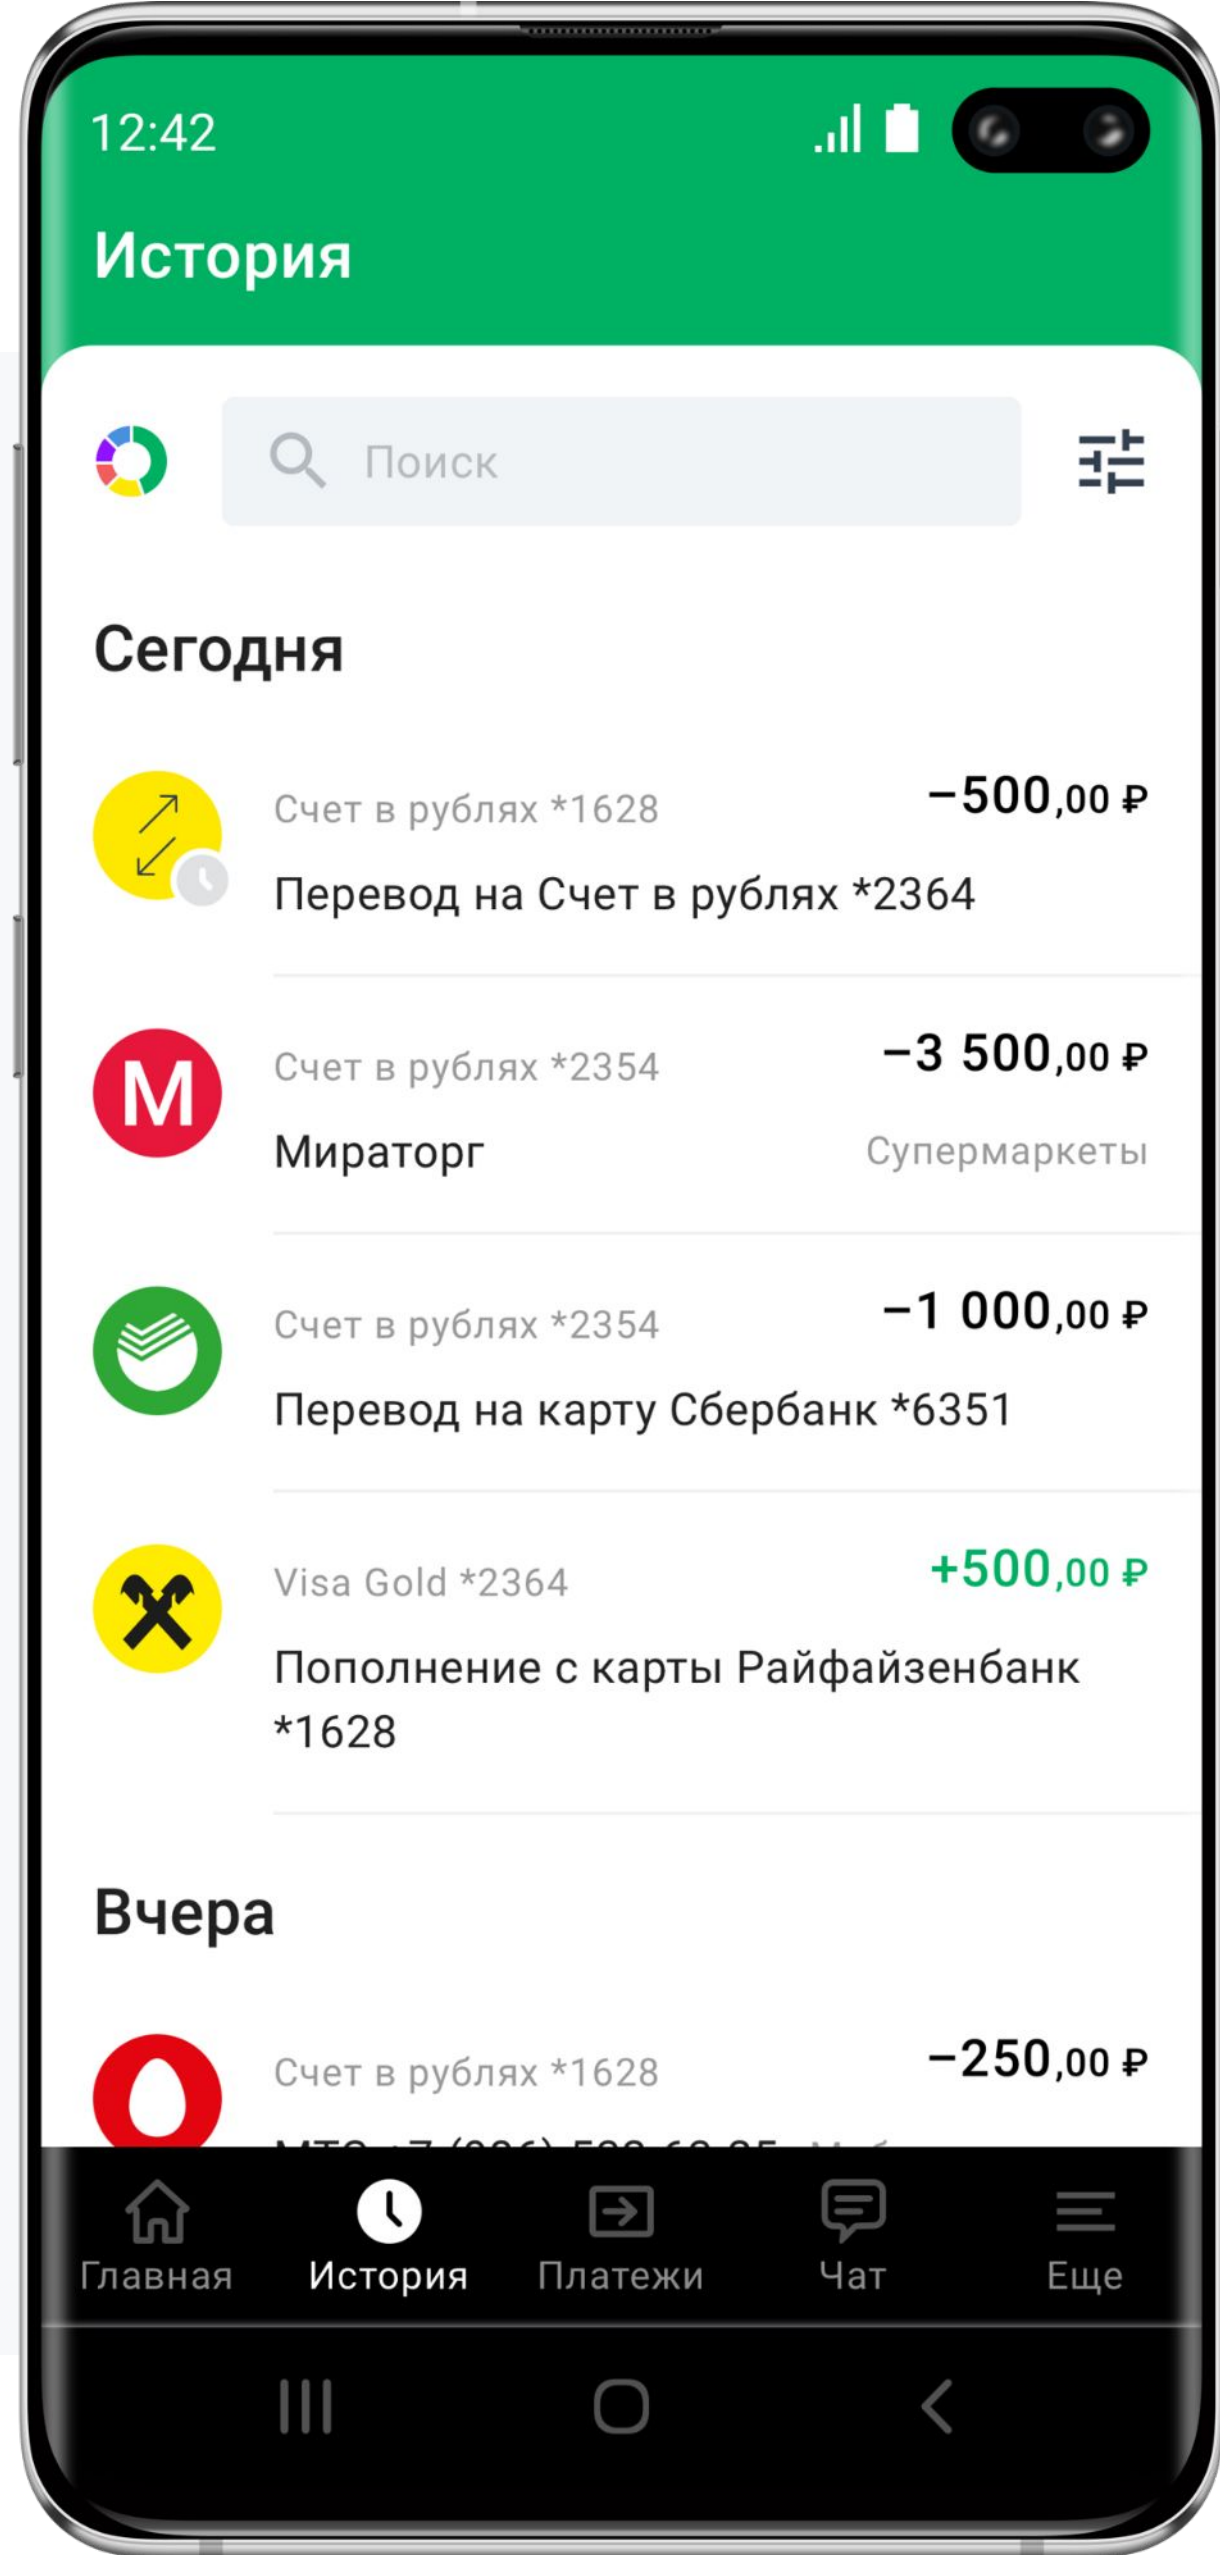 12:42
История
Поиск
Сегодня
Счет в рублях *1628
–500,00 ₽
Перевод на Счет в рублях *2364
М
Счет в рублях *2354
–3 500,00 ₽
Мираторг
Супермаркеты
Счет в рублях *2354
–1 000,00 ₽
Перевод на карту Сбербанк *6351
Visa Gold *2364
+500,00 ₽
Пополнение с карты Райфайзенбанк
*1628
Вчера
Счет в рублях *1628
–250,00 ₽
Главная
История
Платежи
Чат
Еще